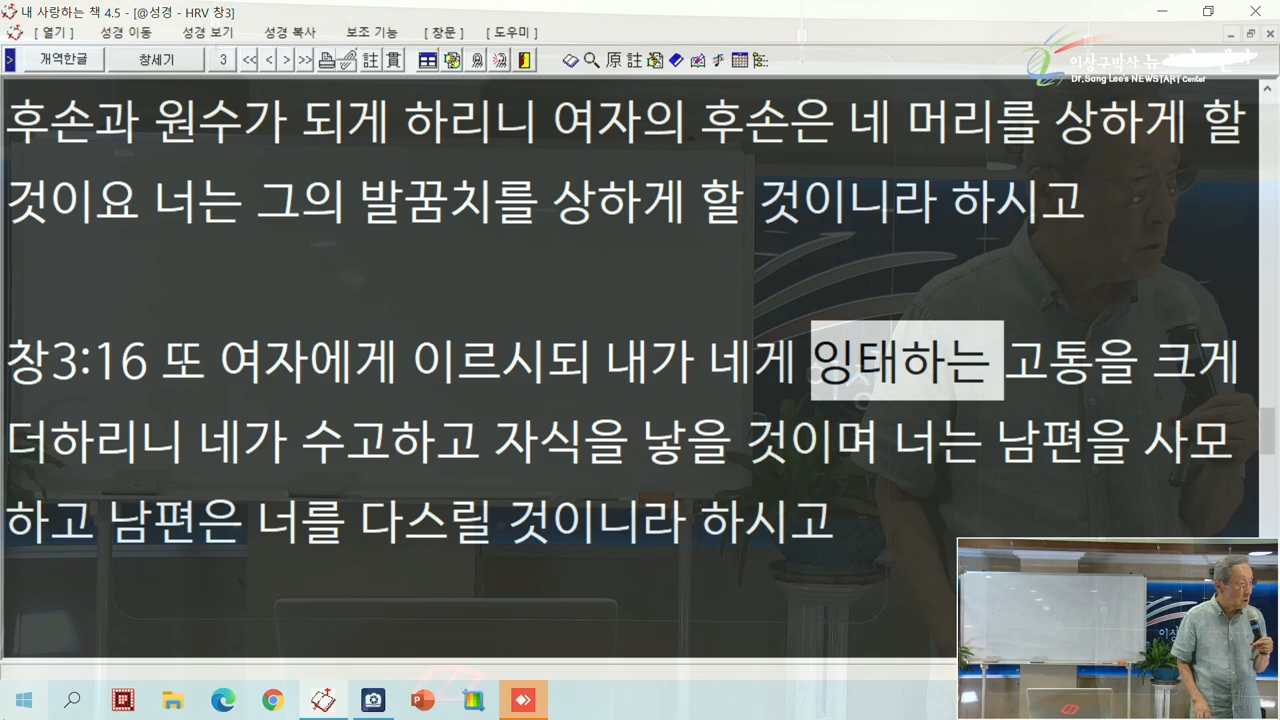 내 사랑하는 책 4.5 - [@성경 - HRV 창3]
[ 열기 ] 성경 이동 성경 보기 성경 복사 보조 기능 [ 창문 ] [ 도우미 ]
> 개역한글 창세기 3 << < > >> 註 貫 原 註
이상구박사 뉴
Dr.Sang Lee's NEWSTART Center
후손과 원수가 되게 하리니 여자의 후손은 네 머리를 상하게 할
것이요 너는 그의 발꿈치를 상하게 할 것이니라 하시고
창3:16 또 여자에게 이르시되 내가 네게 잉태하는 고통을 크게
더하리니 네가 수고하고 자식을 낳을 것이며 너는 남편을 사모
하고 남편은 너를 다스릴 것이니라 하시고